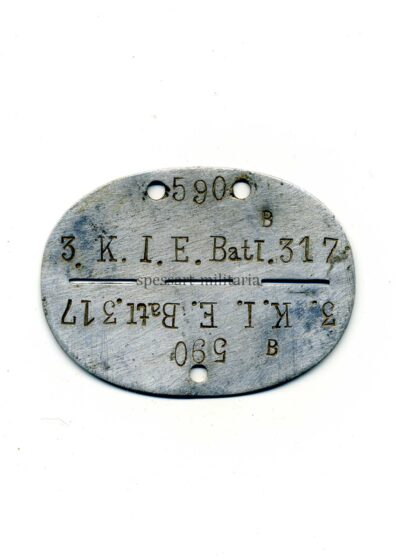 590
B
3. K. I. E. Batl. 317
spessart militaria
3. K. I. E. Batl. 317
590 B